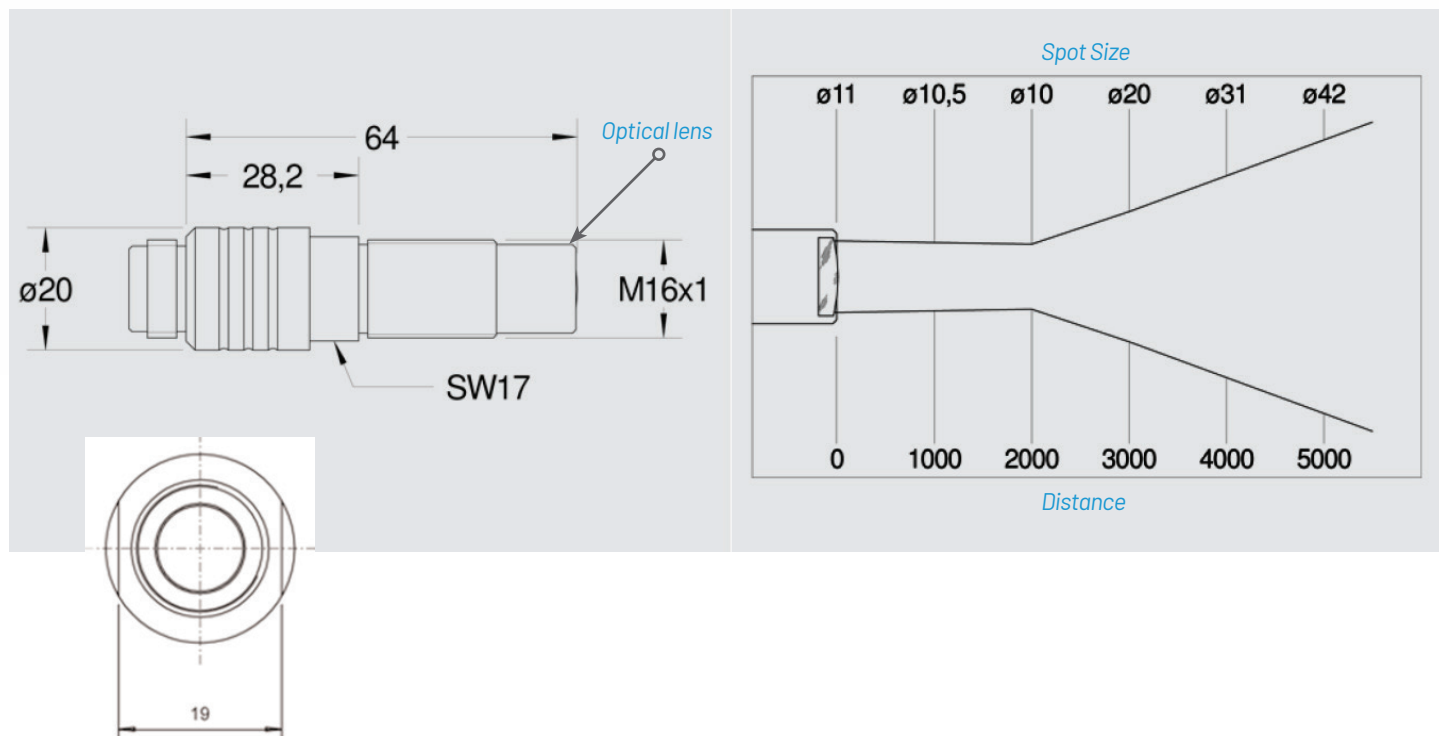 64
Optical lens
28,2
ø20
M16x1
SW17
19
Spot Size
ø11 ø10,5 ø10 ø20 ø31 ø42
0 1000 2000 3000 4000 5000
Distance